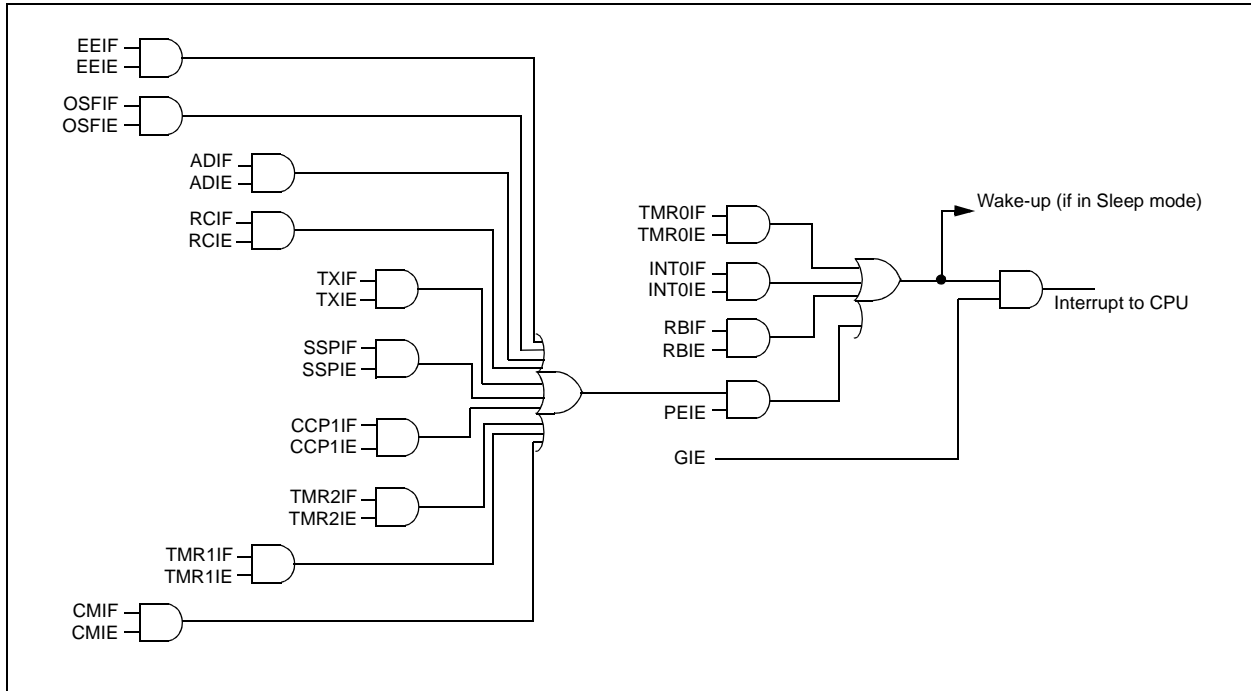 EEIF
EEIE
OSFIF
OSFIE
ADIF
ADIE
RCIF
RCIE
TXIF
TXIE
SSPIF
SSPIE
CCP1IF
CCP1IE
TMR2IF
TMR2IE
TMR1IF
TMR1IE
CMIF
CMIE
TMR0IF
TMR0IE
INT0IF
INT0IE
RBIF
RBIE
PEIE
GIE
Wake-up (if in Sleep mode)
Interrupt to CPU